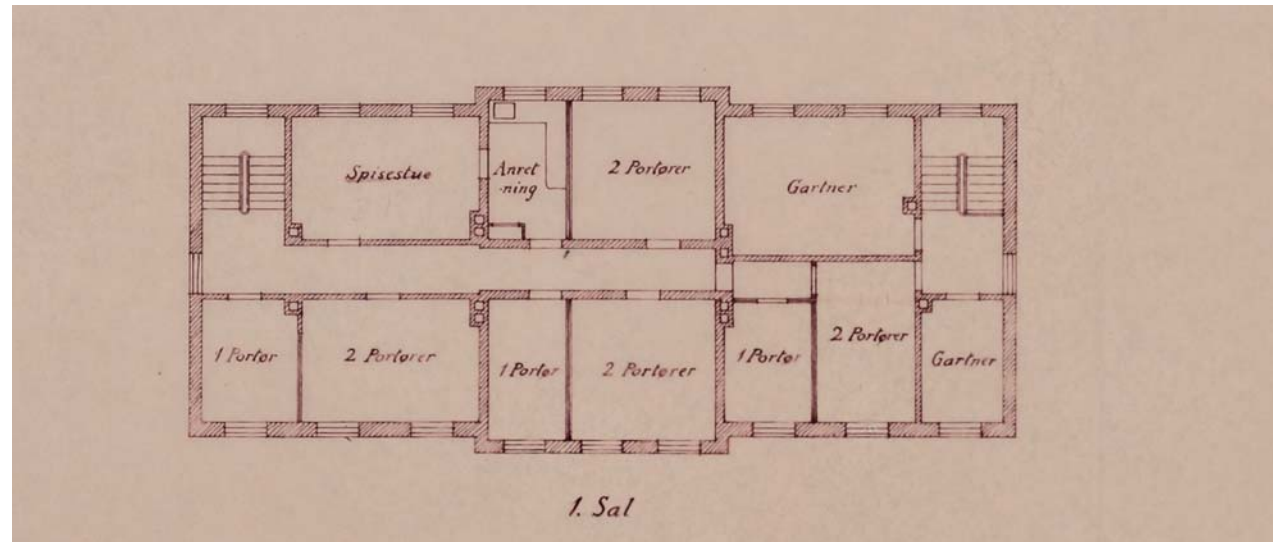 Spisestue
Anret
-ning
2 Portører
Gartner
1 Portør
2 Portører
1 Portør
2 Portører
1 Portør
2 Portører
Gartner
1. Sal